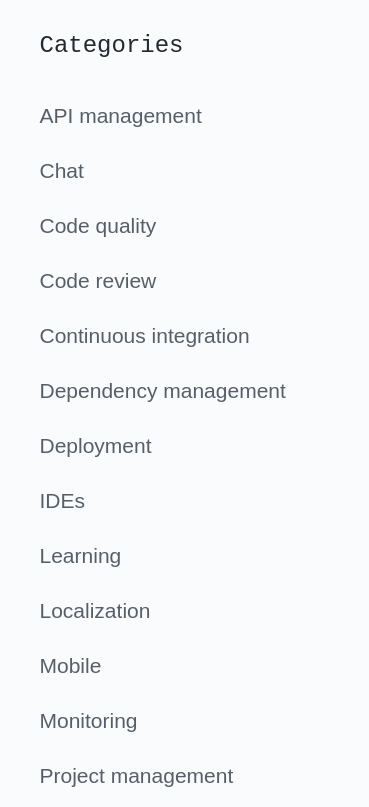 Categories
API management
Chat
Code quality
Code review
Continuous integration
Dependency management
Deployment
IDEs
Learning
Localization
Mobile
Monitoring
Project management